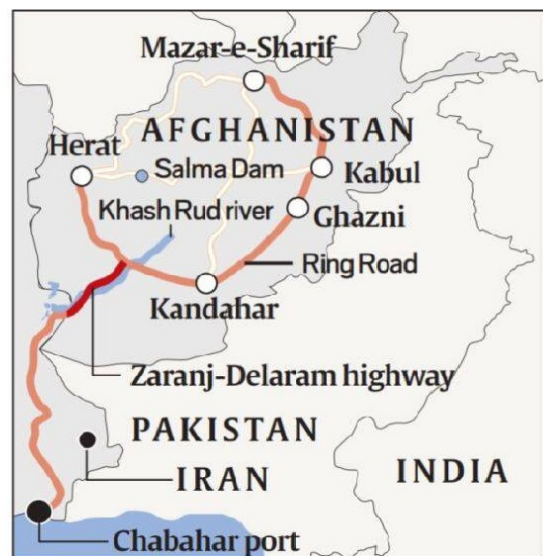 Mazar-e-Sharif
AFGHANISTAN
Herat
Salma Dam
Kabul
Khash Rud river
Ghazni
Ring Road
Kandahar
Zaranj-Delaram highway
PAKISTAN
IRAN
INDIA
Chabahar port